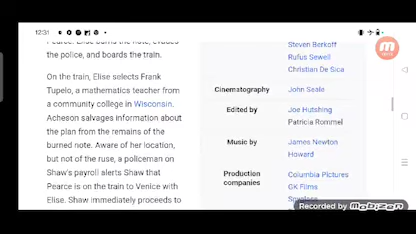 12:31
Pearce. Elise burns the note, evades
the police, and boards the train.
On the train, Elise selects Frank
Tupelo, a mathematics teacher from
a community college in Wisconsin.
Acheson salvages information about
the plan from the remains of the
burned note. Aware of her location,
but not of the ruse, a policeman on
Shaw's payroll alerts Shaw that
Pearce is on the train to Venice with
Elise. Shaw immediately proceeds to
Steven Berkoff
Rufus Sewell
Christian De Sica
Cinematography John Seale
Edited by Joe Hutshing
Patricia Rommel
Music by James Newton
Howard
Production
companies
Columbia Pictures
GK Films
Spyglass
Recorded by Mobizen